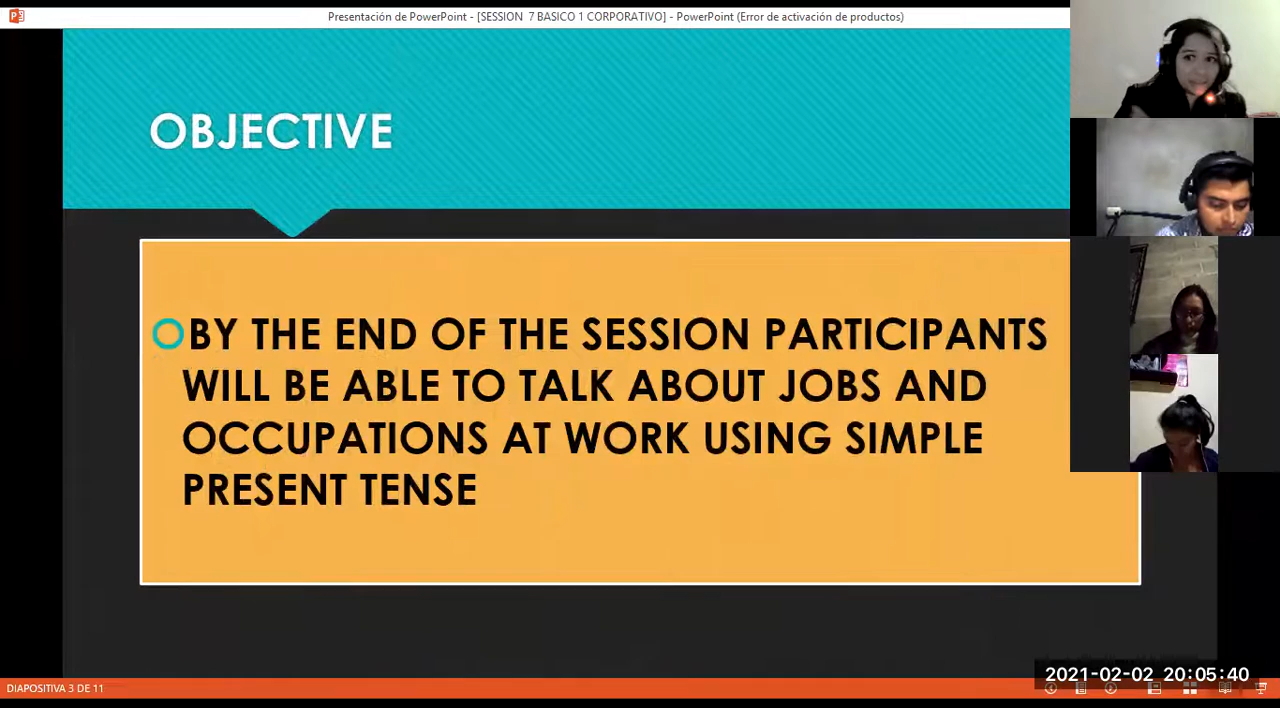 Presentación de PowerPoint - [SESSION 7 BASICO 1 CORPORATIVO] - PowerPoint (Error de activación de productos)
OBJECTIVE
BY THE END OF THE SESSION PARTICIPANTS
WILL BE ABLE TO TALK ABOUT JOBS AND
OCCUPATIONS AT WORK USING SIMPLE
PRESENT TENSE
2021-02-02 20:05:40
DIAPOSITIVA 3 DE 11